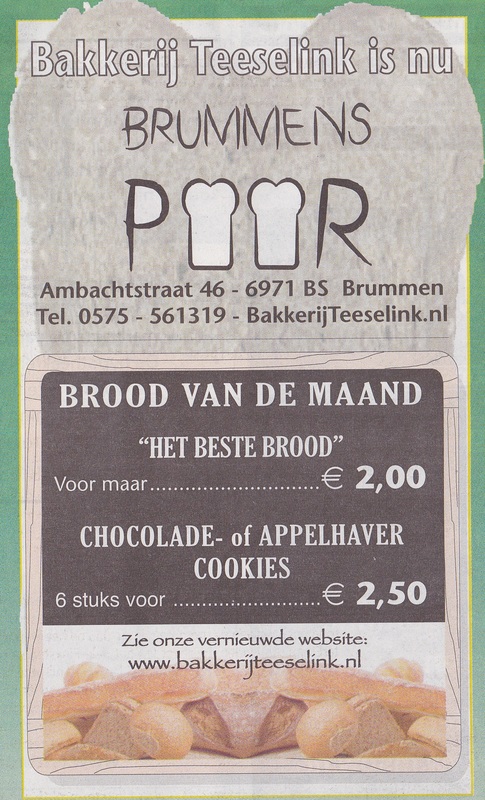 Bakkerij Teeselink is nu
BRUMMENS
PUUR
Ambachtstraat 46 - 6971 BS Brummen
Tel. 0575 - 561319 - BakkerijTeeselink.nl
BROOD VAN DE MAAND
“HET BESTE BROOD”
Voor maar................................€ 2,00
CHOCOLADE- of APPELHAVER
COOKIES
6 stuks voor ...........................€ 2,50
Zie onze vernieuwde website:
www.bakkerijteeselink.nl